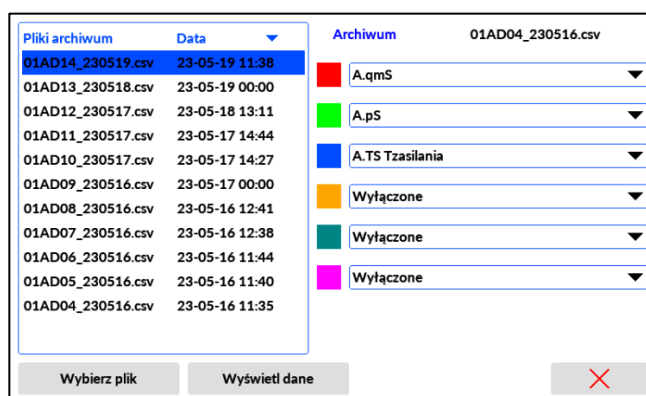 Pliki archiwum Data
01AD14_230519.csv 23-05-19 11:38
01AD13_230518.csv 23-05-19 00:00
01AD12_230517.csv 23-05-18 13:11
01AD11_230517.csv 23-05-17 14:44
01AD10_230517.csv 23-05-17 14:27
01AD09_230516.csv 23-05-17 00:00
01AD08_230516.csv 23-05-16 12:41
01AD07_230516.csv 23-05-16 12:38
01AD06_230516.csv 23-05-16 11:44
01AD05_230516.csv 23-05-16 11:40
01AD04_230516.csv 23-05-16 11:35
Archiwum 01AD04_230516.csv
A.qmS
A.pS
A.TS Tzasilania
Wyłączone
Wyłączone
Wyłączone
Wybierz plik Wyświetl dane